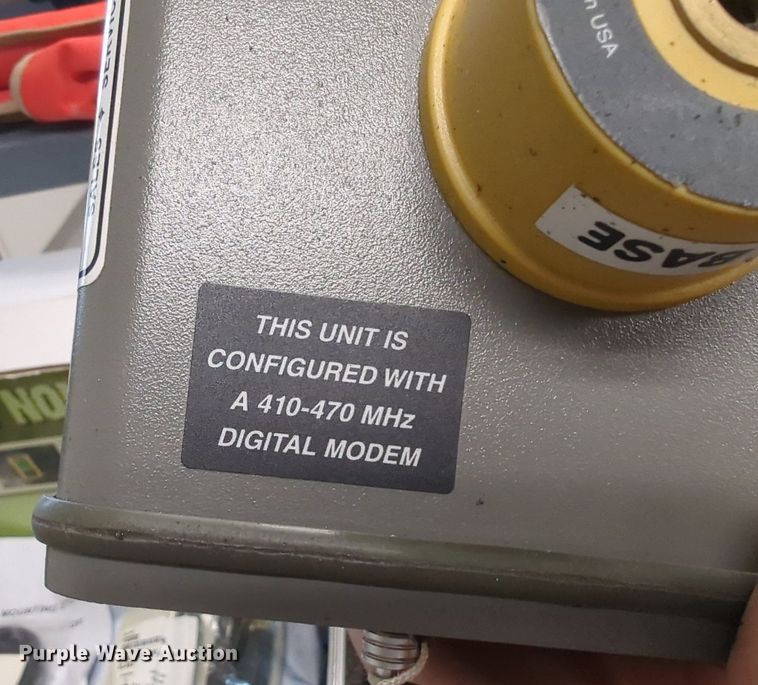 n USA
BASE
THIS UNIT IS
CONFIGURED WITH
A 410-470 MHz
DIGITAL MODEM
Purple Wave Auction